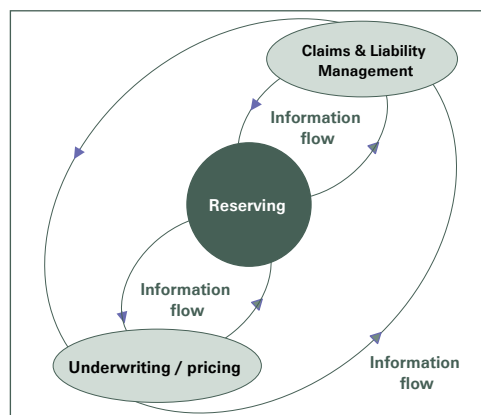 Claims & Liability
Management
Information
flow
Reserving
Information
flow
Underwriting / pricing
Information
flow